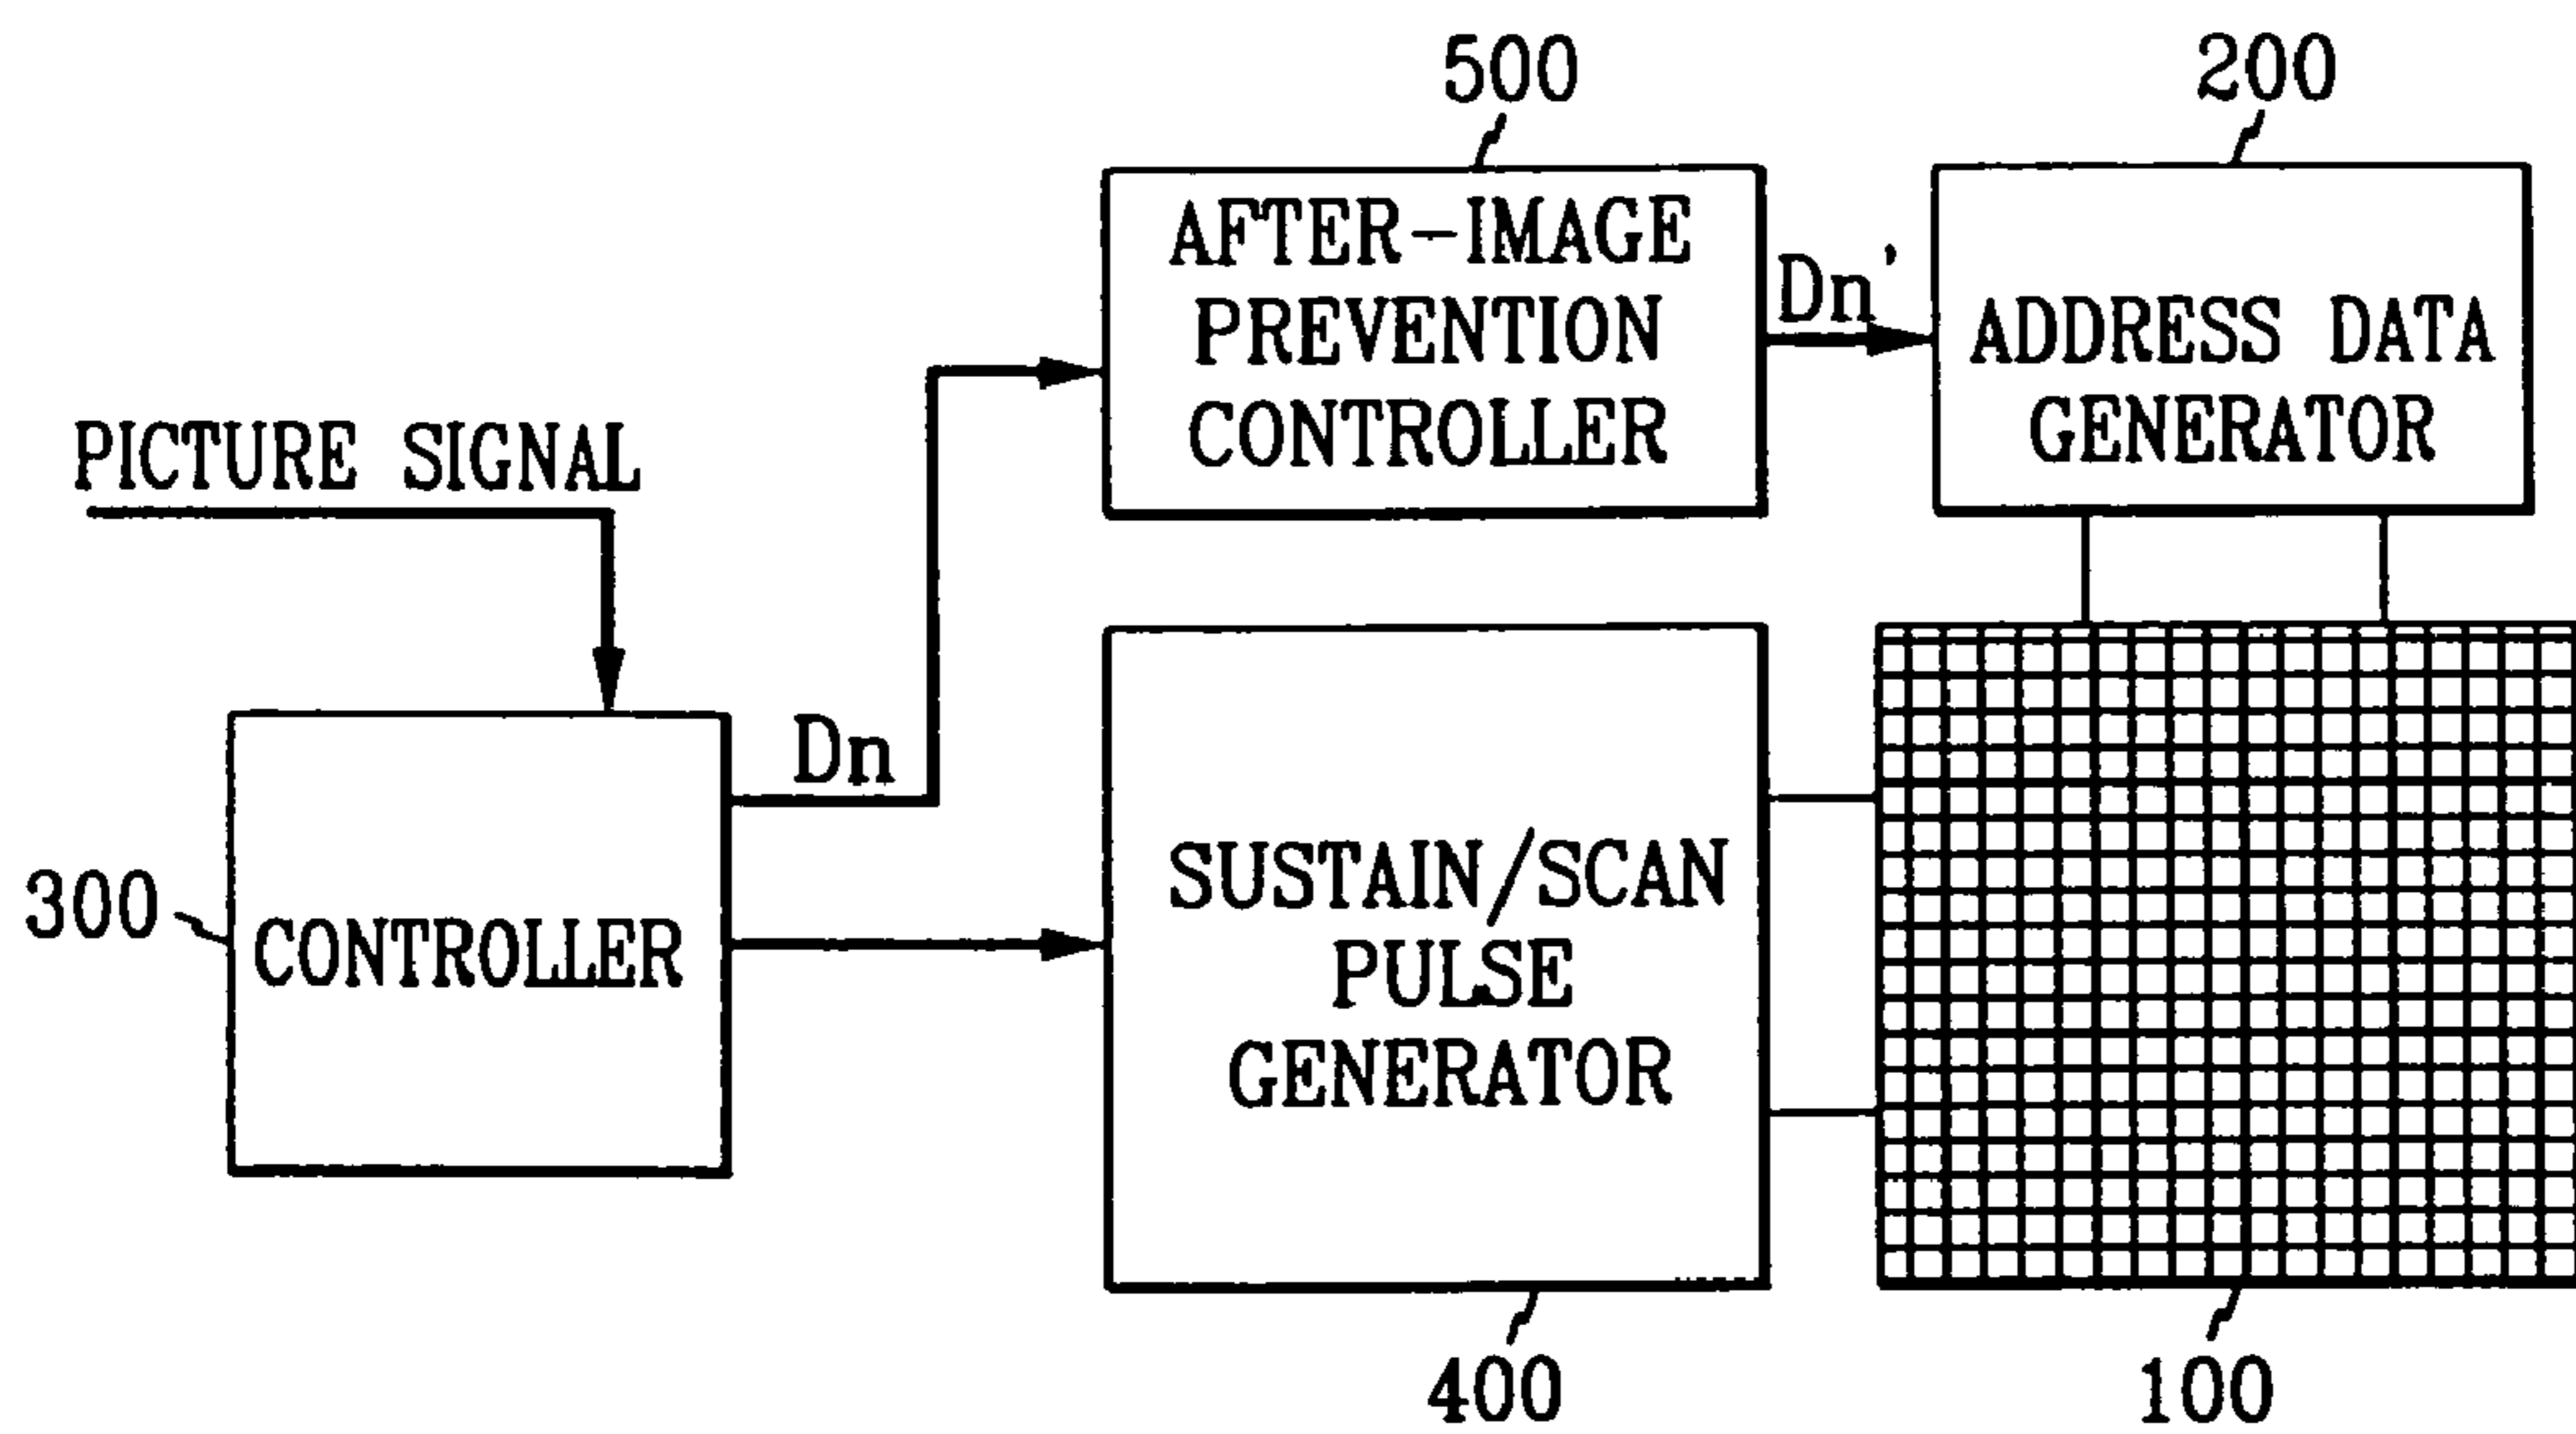 500
200
AFTER-IMAGE
PREVENTION
CONTROLLER
Dn'
ADDRESS DATA
GENERATOR
PICTURE SIGNAL
Dn
300
CONTROLLER
SUSTAIN/SCAN
PULSE
GENERATOR
400
100